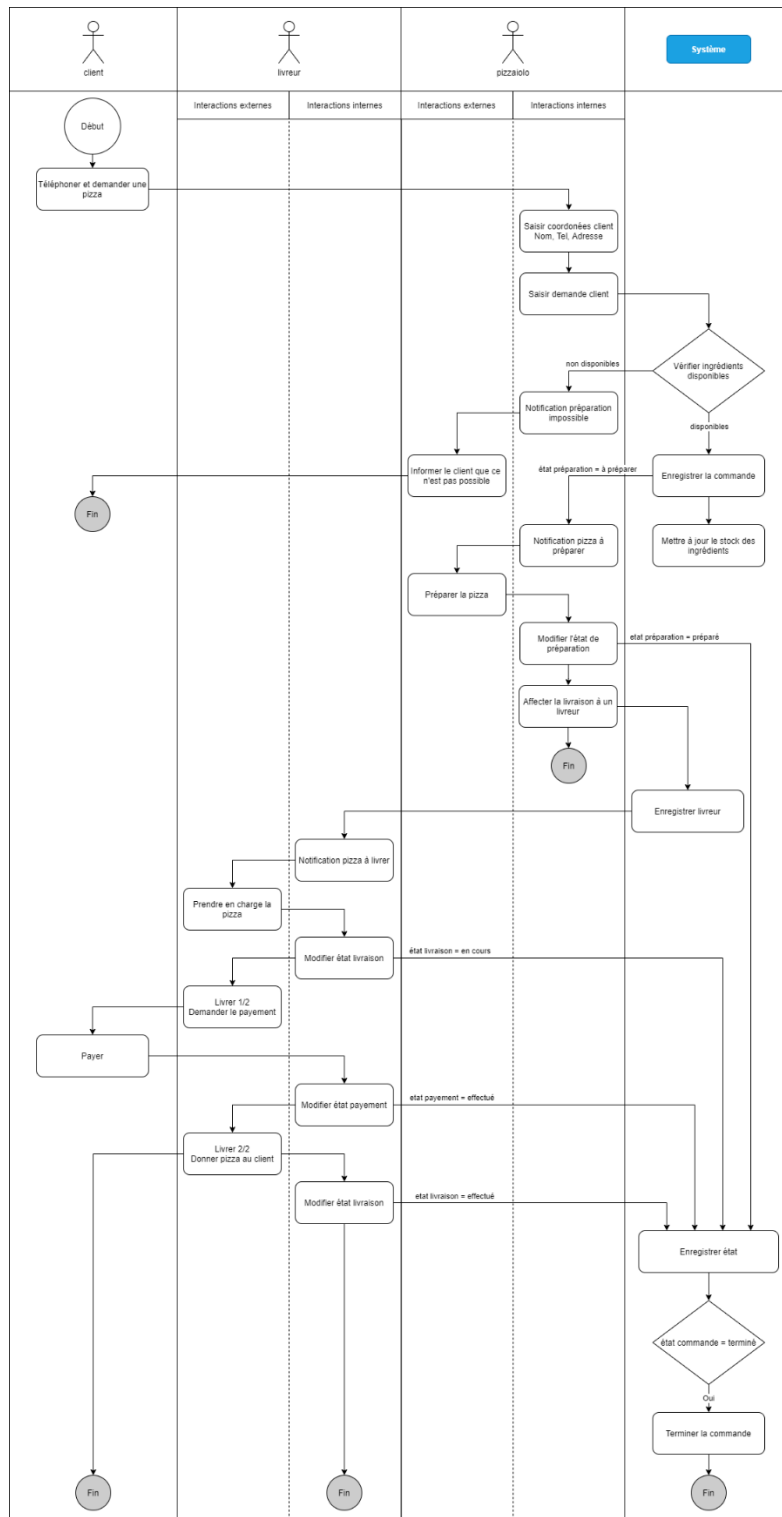 client
livreur
pizzaiolo
Système
Interactions externes
Interactions internes
Interactions externes
Interactions internes
Début
Téléphoner et demander une
pizza
Saisir coordonées client
Nom, Tel, Adresse
Saisir demande client
Vérifier ingrédients
disponibles
non disponibles
disponibles
Notification préparation
impossible
Informer le client que ce
n'est pas possible
Fin
état préparation = à préparer
Enregistrer la commande
Notification pizza à
préparer
Mettre à jour le stock des
ingrédients
Préparer la pizza
Modifier l'état de
préparation
etat préparation = préparé
Affecter la livraison à un
livreur
Fin
Enregistrer livreur
Notification pizza à livrer
Prendre en charge la
pizza
Modifier état livraison
état livraison = en cours
Livrer 1/2
Demander le payement
Payer
Modifier état payement
etat payement = effectué
Livrer 2/2
Donner pizza au client
Modifier état livraison
etat livraison = effectué
Enregistrer état
état commande = terminé
Oui
Terminer la commande
Fin
Fin
Fin